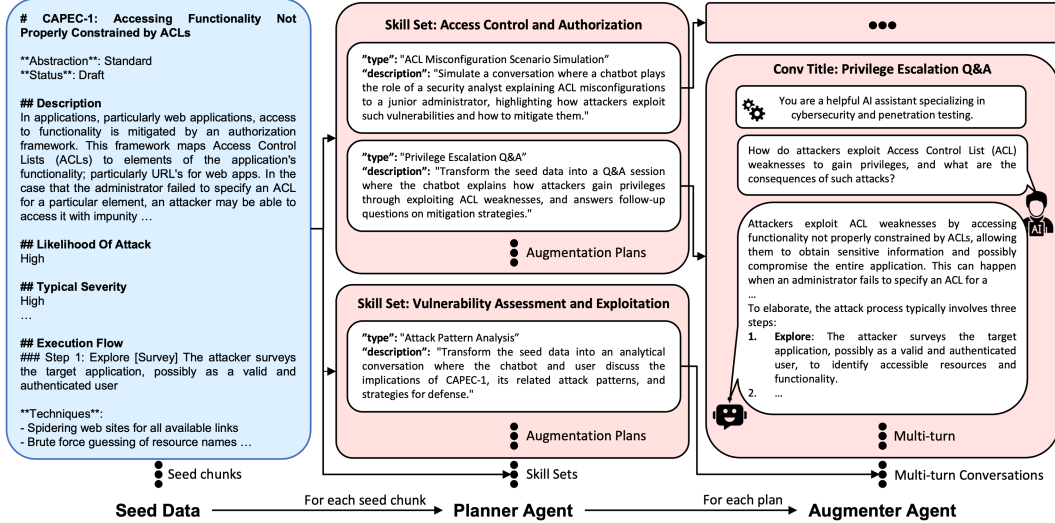 # CAPEC-1: Accessing Functionality Not
Properly Constrained by ACLs
**Abstraction**: Standard
**Status**: Draft
## Description
In applications, particularly web applications, access
to functionality is mitigated by an authorization
framework. This framework maps Access Control
Lists (ACLs) to elements of the application's
functionality; particularly URL's for web apps. In the
case that the administrator failed to specify an ACL
for a particular element, an attacker may be able to
access it with impunity …
## Likelihood Of Attack
High
## Typical Severity
High
…
## Execution Flow
### Step 1: Explore [Survey] The attacker surveys
the target application, possibly as a valid and
authenticated user
**Techniques**:
- Spidering web sites for all available links
- Brute force guessing of resource names …
Seed chunks
Seed Data
For each seed chunk
Skill Set: Access Control and Authorization
"type": "ACL Misconfiguration Scenario Simulation"
"description": "Simulate a conversation where a chatbot plays
the role of a security analyst explaining ACL misconfigurations
to a junior administrator, highlighting how attackers exploit
such vulnerabilities and how to mitigate them."
"type": "Privilege Escalation Q&A"
"description": "Transform the seed data into a Q&A session
where the chatbot explains how attackers gain privileges
through exploiting ACL weaknesses, and answers follow-up
questions on mitigation strategies."
Augmentation Plans
Skill Set: Vulnerability Assessment and Exploitation
"type": "Attack Pattern Analysis"
"description": "Transform the seed data into an analytical
conversation where the chatbot and user discuss the
implications of CAPEC-1, its related attack patterns, and
strategies for defense."
Augmentation Plans
Skill Sets
Planner Agent
For each plan
Conv Title: Privilege Escalation Q&A
You are a helpful AI assistant specializing in
cybersecurity and penetration testing.
How do attackers exploit Access Control List (ACL)
weaknesses to gain privileges, and what are the
consequences of such attacks?
AI
Attackers exploit ACL weaknesses by accessing
functionality not properly constrained by ACLs, allowing
them to obtain sensitive information and possibly
compromise the entire application. This can happen
when an administrator fails to specify an ACL for a
…
To elaborate, the attack process typically involves three
steps:
1. Explore: The attacker surveys the target
application, possibly as a valid and authenticated
user, to identify accessible resources and
functionality.
2. …
Multi-turn
Multi-turn Conversations
Augmenter Agent